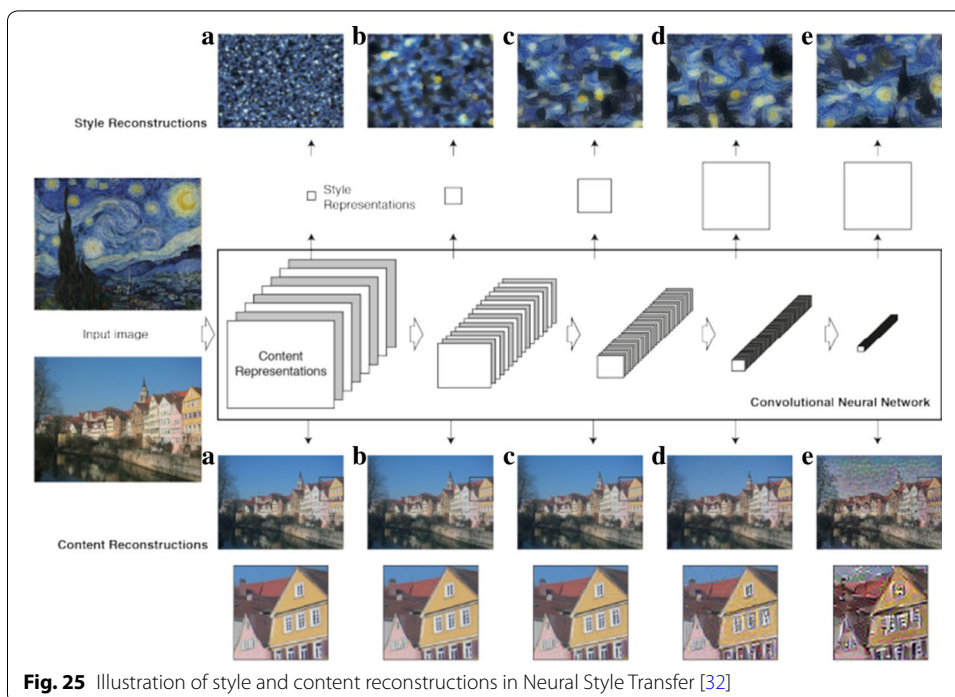 a b c d e
Style Reconstructions
Style
Representations
Input image
Content
Representations
Convolutional Neural Network
a b c d e
Content Reconstructions
Fig. 25 Illustration of style and content reconstructions in Neural Style Transfer [32]